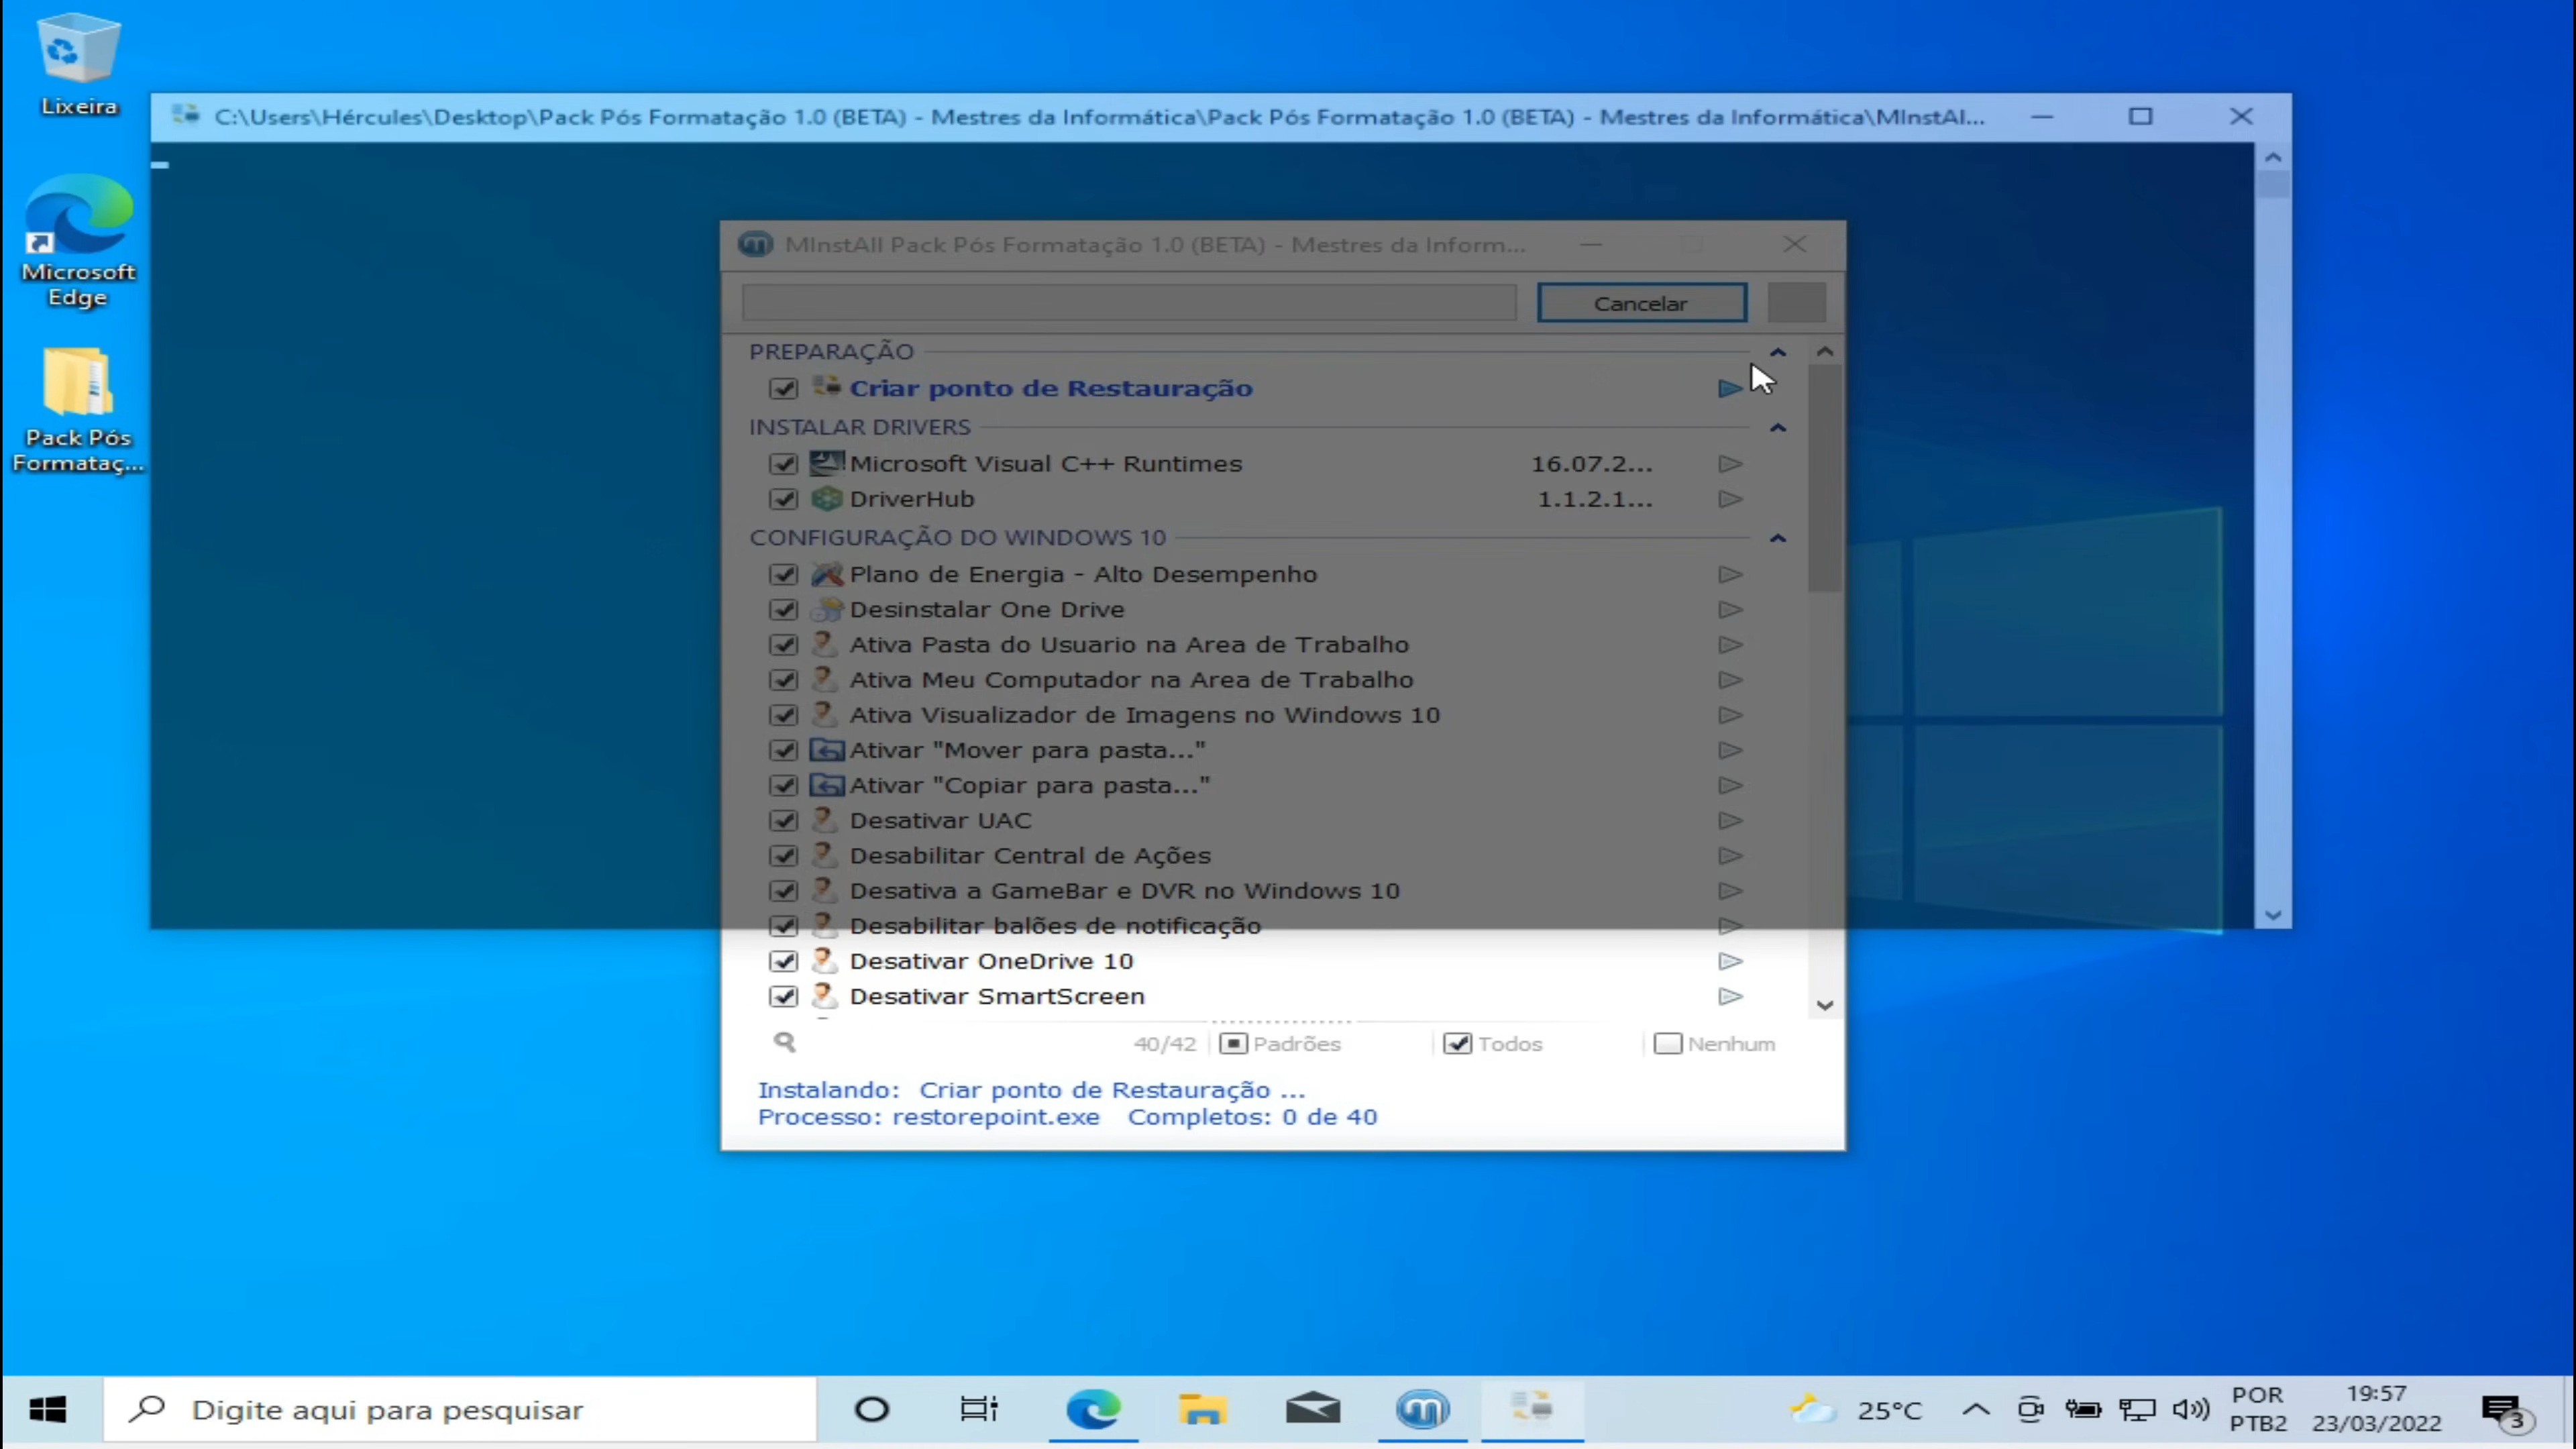 Lixeira
Microsoft
Edge
Pack Pós
Formataç...
C:\Users\Hércules\Desktop\Pack Pós Formatação 1.0 (BETA) - Mestres da Informática\Pack Pós Formatação 1.0 (BETA) - Mestres da Informática\MInstAl...
MInstAll Pack Pós Formatação 1.0 (BETA) - Mestres da Inform...
Cancelar
PREPARAÇÃO
Criar ponto de Restauração
INSTALAR DRIVERS
Microsoft Visual C++ Runtimes 16.07.2...
DriverHub 1.1.2.1...
CONFIGURAÇÃO DO WINDOWS 10
Plano de Energia - Alto Desempenho
Desinstalar One Drive
Ativa Pasta do Usuario na Area de Trabalho
Ativa Meu Computador na Area de Trabalho
Ativa Visualizador de Imagens no Windows 10
Ativar "Mover para pasta..."
Ativar "Copiar para pasta..."
Desativar UAC
Desabilitar Central de Ações
Desativa a GameBar e DVR no Windows 10
Desabilitar balões de notificação
Desativar OneDrive 10
Desativar SmartScreen
40/42 Padrões Todos Nenhum
Instalando: Criar ponto de Restauração ...
Processo: restorepoint.exe Completos: 0 de 40
Digite aqui para pesquisar
25°C
POR
PTB2
19:57
23/03/2022
3